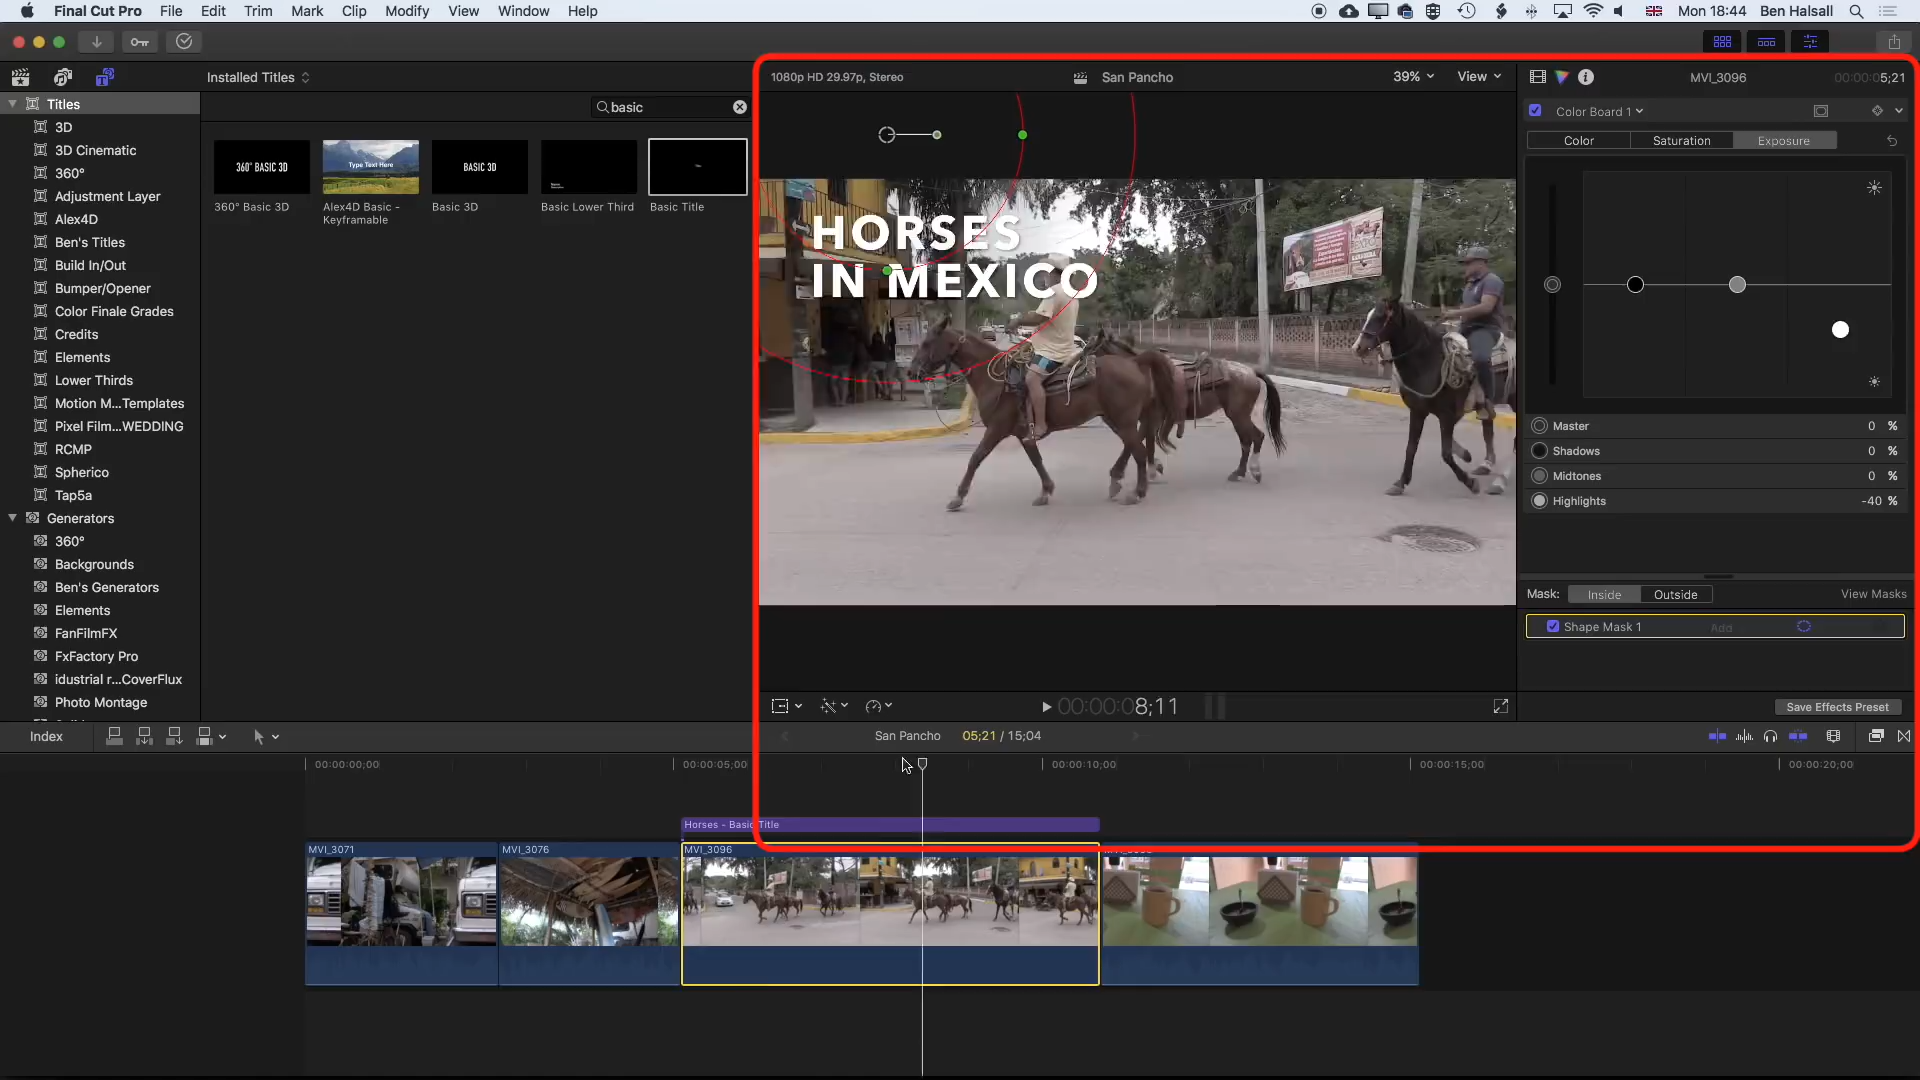 Final Cut Pro File Edit Trim Mark Clip Modify View Window Help Mon 18:44 Ben Halsall
Installed Titles
basic
Titles
3D
3D Cinematic
360°
Adjustment Layer
Alex4D
Ben's Titles
Build In/Out
Bumper/Opener
Color Finale Grades
Credits
Elements
Lower Thirds
Motion M...Templates
Pixel Film...WEDDING
RCMP
Spherico
Tap5a
Generators
360°
Backgrounds
Ben's Generators
Elements
FanFilmFX
FxFactory Pro
idustrial r...CoverFlux
Photo Montage
360° BASIC 3D
Type Text Here
BASIC 3D
360° Basic 3D
Alex4D Basic -
Keyframable
Basic 3D
Basic Lower Third
Basic Title
1080p HD 29.97p, Stereo
San Pancho
39%
View
HORSES
IN MEXICO
00:00:08;11
MVI_3096
00:00:05;21
Color Board 1
Color Saturation Exposure
Master 0 %
Shadows 0 %
Midtones 0 %
Highlights -40 %
Mask: Inside Outside View Masks
Shape Mask 1 Add
Save Effects Preset
Index
San Pancho 05;21 / 15;04
00:00:00;00 00:00:05;00 00:00:10;00 00:00:15;00 00:00:20;00
Horses - Basic Title
MVI_3071
MVI_3076
MVI_3096